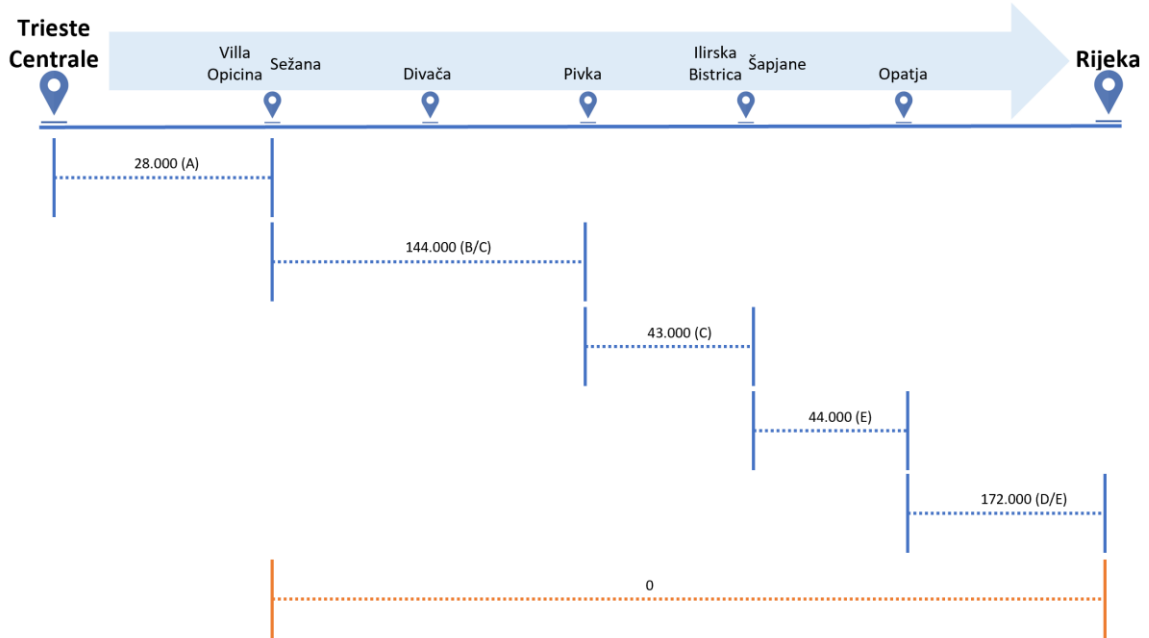 Trieste
Centrale
Villa
Opicina
Sežana
Divača
Pivka
Ilirska
Bistrica
Šapjane
Opatja
Rijeka
28.000 (A)
144.000 (B/C)
43.000 (C)
44.000 (E)
172.000 (D/E)
0